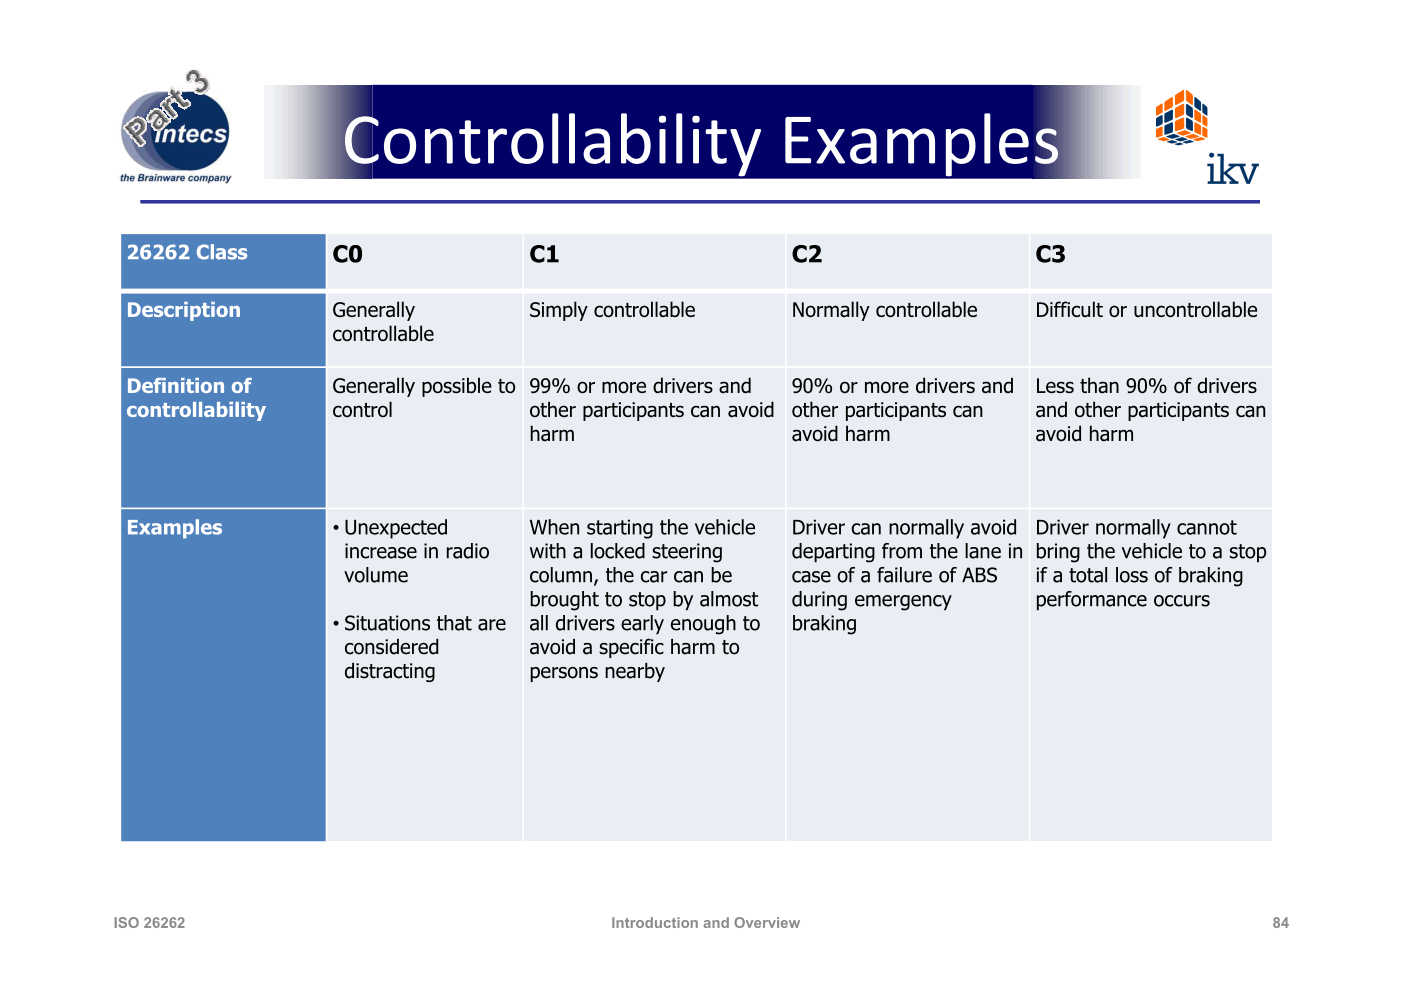 Part 3
intecs
the Brainware company
Controllability Examples
ikv
26262 Class
C0
C1
C2
C3
Description
Generally
controllable
Simply controllable
Normally controllable
Difficult or uncontrollable
Definition of
controllability
Generally possible to
control
99% or more drivers and
other participants can avoid
harm
90% or more drivers and
other participants can
avoid harm
Less than 90% of drivers
and other participants can
avoid harm
Examples
• Unexpected
increase in radio
volume
• Situations that are
considered
distracting
When starting the vehicle
with a locked steering
column, the car can be
brought to stop by almost
all drivers early enough to
avoid a specific harm to
persons nearby
Driver can normally avoid
departing from the lane in
case of a failure of ABS
during emergency
braking
Driver normally cannot
bring the vehicle to a stop
if a total loss of braking
performance occurs
ISO 26262
Introduction and Overview
84